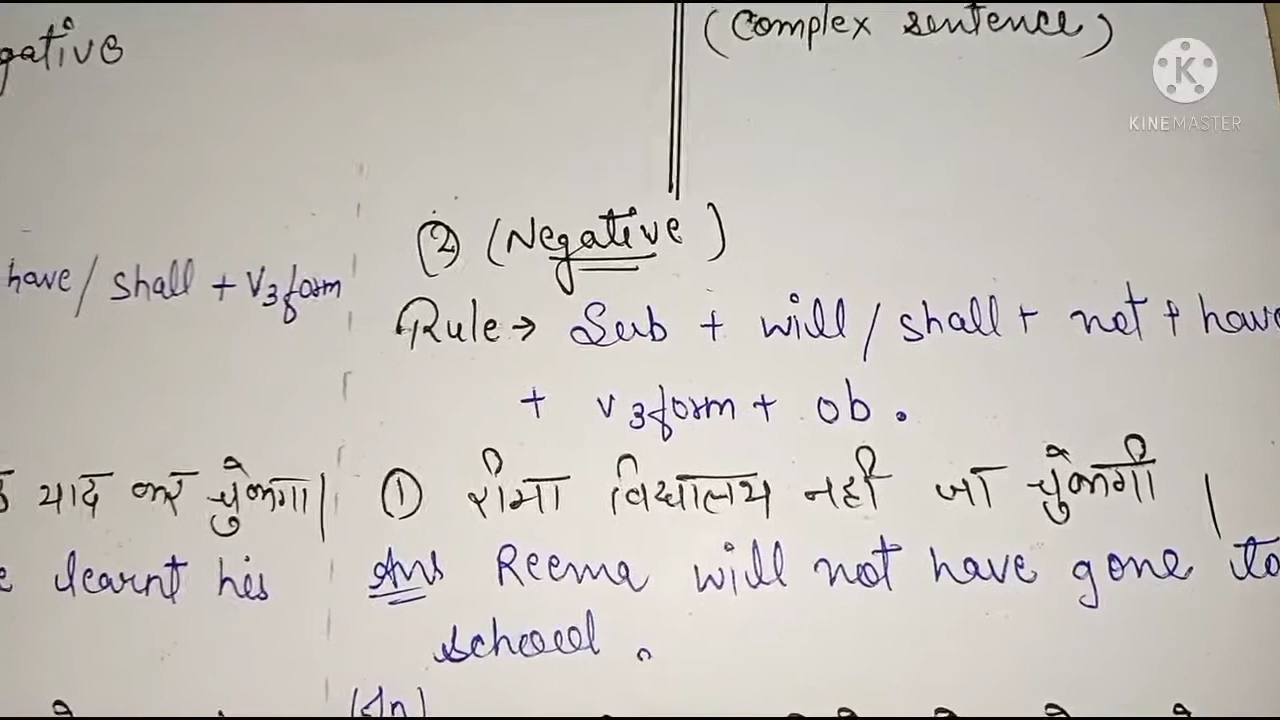 gative
(Complex sentence)
KINEMASTER
② (Negative)
have / shall + V3 form
Rule → Sub + will / shall + not + have
+ v3 form + ob.
याद कर चुकेगा।
① रीमा विद्यालय नहीं जा चुकेगी ।
learnt his
Ans Reema will not have gone to
school .